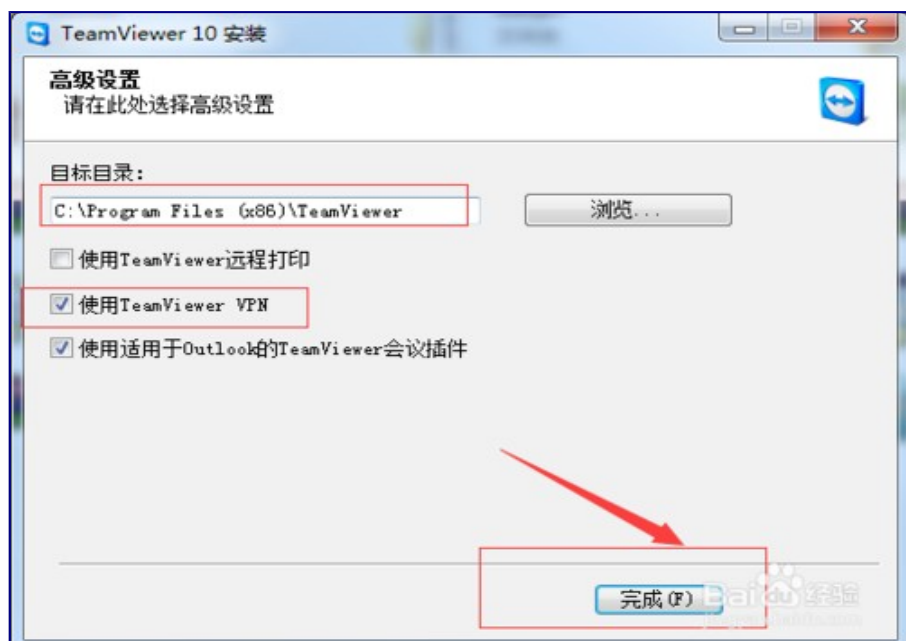 TeamViewer 10 安装
高级设置
请在此处选择高级设置
目标目录:
C:\Program Files (x86)\TeamViewer
浏览...
使用TeamViewer远程打印
使用TeamViewer VPN
使用适用于Outlook的TeamViewer会议插件
完成(F)
Baidu经验